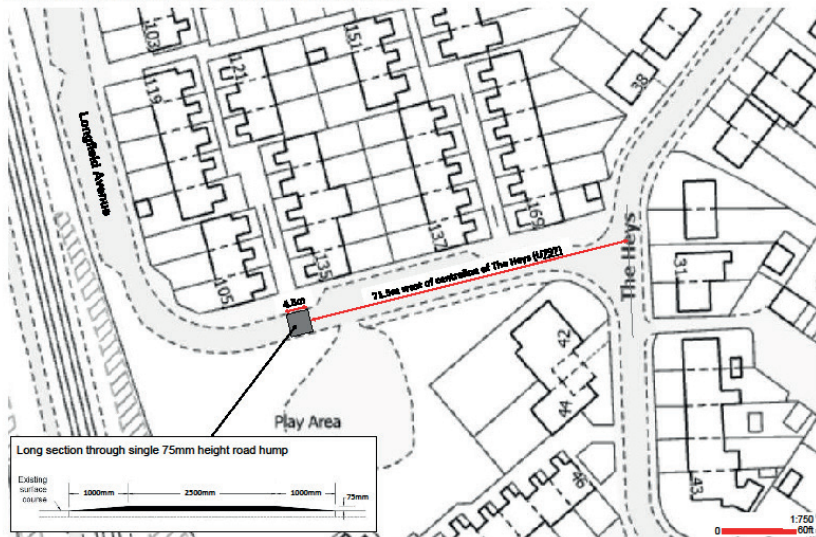 103
119
121
151
38
Longfield Avenue
169
137
135
105
4.5m
71.5m west of centreline of The Heys (U)
The Heys
31
42
44
Play Area
46
43
Long section through single 75mm height road hump
Existing
surface
course
1000mm
2500mm
1000mm
75mm
1:750
0
60ft